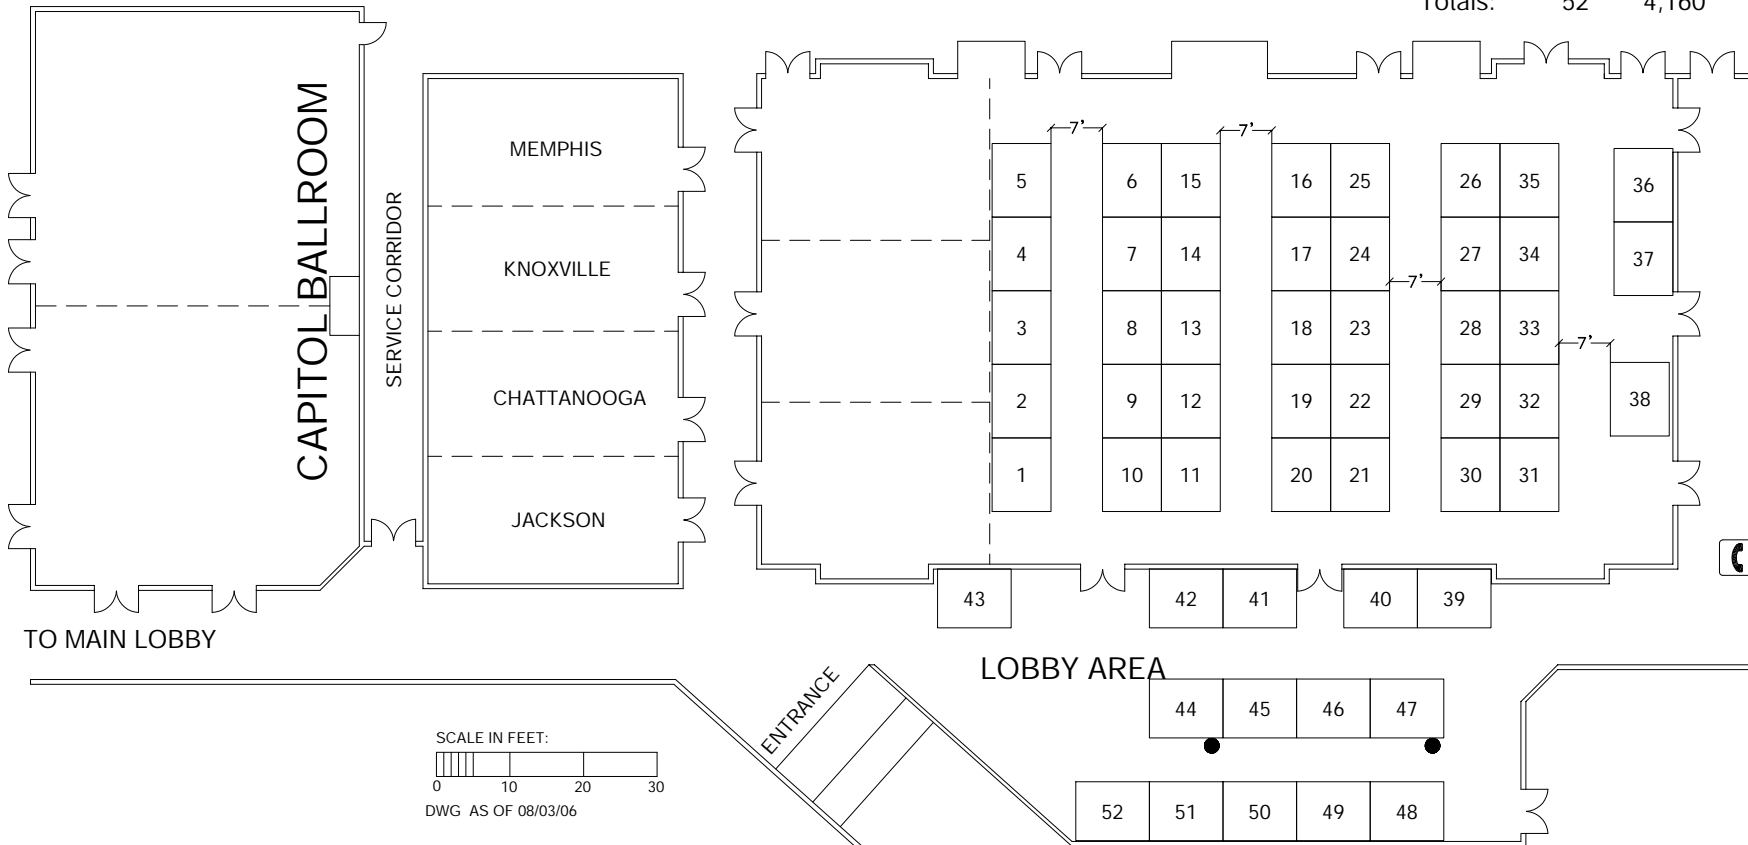 Totals: 52 4,160
CAPITOL BALLROOM
SERVICE CORRIDOR
MEMPHIS
KNOXVILLE
CHATTANOOGA
JACKSON
7' 7'
5 6 15 16 25 26 35 36
4 7 14 17 24 27 34 37
7'
3 8 13 18 23 28 33
7'
2 9 12 19 22 29 32 38
1 10 11 20 21 30 31
43 42 41 40 39
TO MAIN LOBBY
LOBBY AREA
ENTRANCE
44 45 46 47
52 51 50 49 48
SCALE IN FEET:
0 10 20 30
DWG AS OF 08/03/06